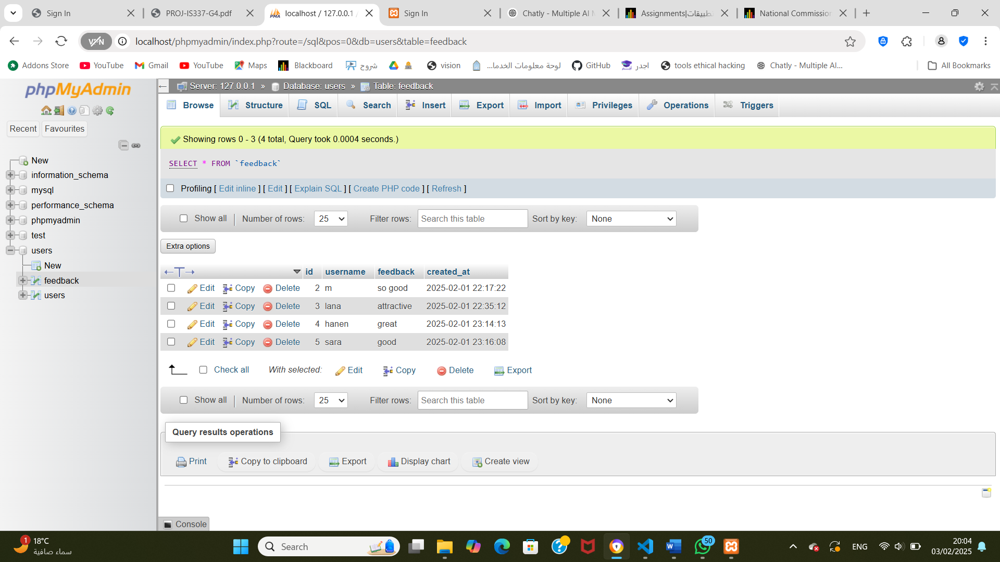 Sign In
PROJ-IS337-G4.pdf
localhost / 127.0.0.1 /
Sign In
Chatly - Multiple AI
Assignments|
National Commission
VPN
localhost/phpmyadmin/index.php?route=/sql&pos=0&db=users&table=feedback
Addons Store
YouTube
Gmail
YouTube
Maps
Blackboard
شروح
vision
لوحة معلومات الخدما...
GitHub
اجدر
tools ethical hacking
Chatly - Multiple AI...
All Bookmarks
phpMyAdmin
Recent Favourites
New
information_schema
mysql
performance_schema
phpmyadmin
test
users
New
feedback
users
Server: 127.0.0.1 » Database: users » Table: feedback
Browse Structure SQL Search Insert Export Import Privileges Operations Triggers
Showing rows 0 - 3 (4 total, Query took 0.0004 seconds.)
SELECT * FROM `feedback`
Profiling [ Edit inline ] [ Edit ] [ Explain SQL ] [ Create PHP code ] [ Refresh ]
Show all Number of rows: 25 Filter rows: Search this table Sort by key: None
Extra options
id username feedback created_at
Edit Copy Delete 2 m so good 2025-02-01 22:17:22
Edit Copy Delete 3 lana attractive 2025-02-01 22:35:12
Edit Copy Delete 4 hanen great 2025-02-01 23:14:13
Edit Copy Delete 5 sara good 2025-02-01 23:16:08
Check all With selected: Edit Copy Delete Export
Show all Number of rows: 25 Filter rows: Search this table Sort by key: None
Query results operations
Print Copy to clipboard Export Display chart Create view
Console
1
18°C
سماء صافية
Search
50
ENG
20:04
03/02/2025